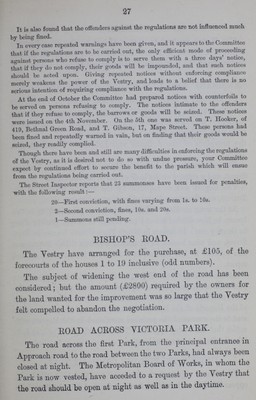 27
It is also found that the offenders against the regulations are not influenced much
by being fined.
In every case repeated warnings have been given, and it appears to the Committee
that if the regulations are to be carried out, the only efficient mode of proceeding
against persons who refuse to comply is to serve them with a three days' notice,
that if they do not comply, their goods will be impounded, and that such notices
should be acted upon. Giving repeated notices without enforcing compliance
merely weakens the power of the Vestry, and leads to a belief that there is no
serious intention of requiring compliance with the regulations.
At the end of October the Committee had prepared notices with counterfoils to
be served on persons refusing to comply. The notices intimate to the offenders
that if they refuse to comply, the barrows or goods will be seized. These notices
were issued on the 4th November. On the 5th one was served on T. Hooker, of
419, Bethnal Green Road, and T. Gibson, 17, Mape Street. These persons had
been fined and repeatedly warned in vain, but on finding that their goods would be
seized, they readily complied.
Though there have been and still are many difficulties in enforcing the regulations
of the Vestry, as it is desired not to do so with undue pressure, your Committee
expect by continued effort to secure the benefit to the parish which will ensue
from the regulations being carried out.
The Street Inspector reports that 23 summonses have been issued for penalties,
with the following result :—
20—First conviction, with fines varying from 1s. to 10s.
2—Second conviction, fines, 10s. and 20s.
1—Summons still pending.
BISHOP'S ROAD.
The Vestry have arranged for the purchase, at £105, of the
forecourts of the houses 1 to 19 inclusive (odd numbers).
The subject of widening the west end of the road has been
considered; but the amount (£2800) required by the owners for
the land wanted for the improvement was so large that the Vestry
felt compelled to abandon the negotiation.
ROAD ACROSS VICTORIA PARK.
The road across the first Park, from the principal entrance in
Approach road to the road between the two Parks, had always been
closed at night. The Metropolitan Board of Works, in whom the
Park is now vested, have acceded to a request by the Vestry that
the road should be open at night as well as in the daytime.